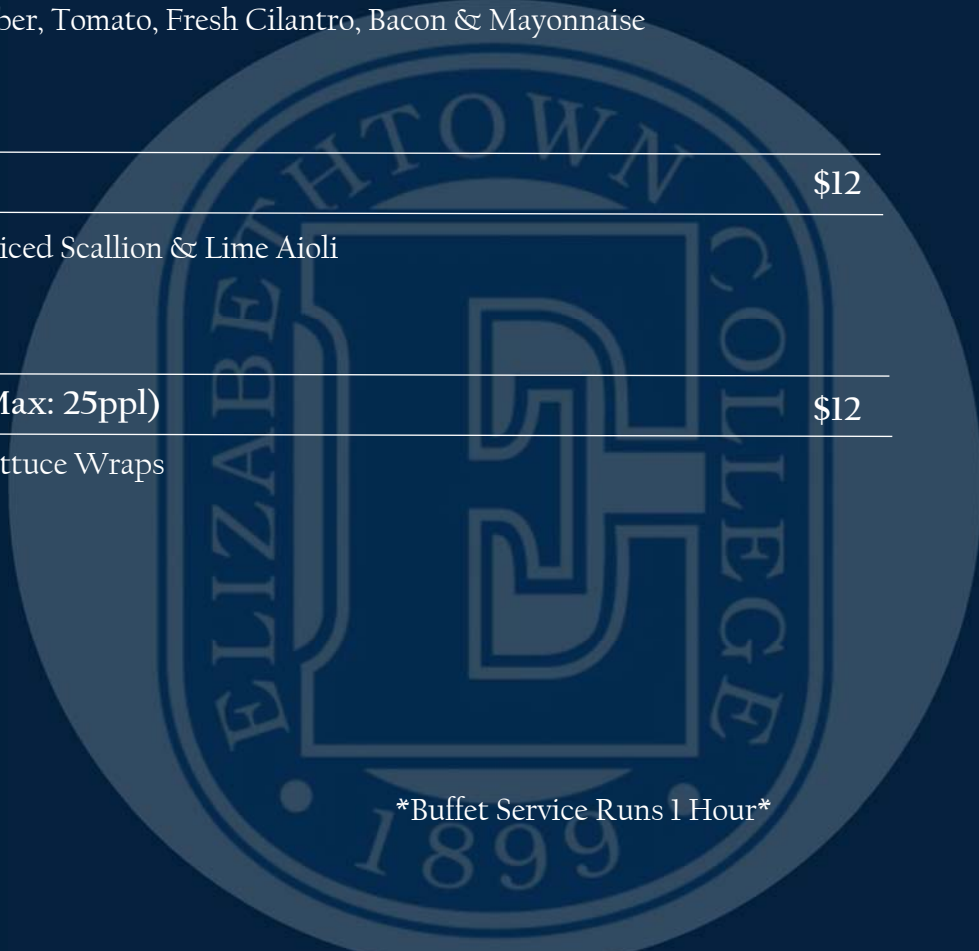 ber, Tomato, Fresh Cilantro, Bacon & Mayonnaise
$12
iced Scallion & Lime Aioli
Max: 25ppl) $12
ttuce Wraps
ELIZABETHTOWN COLLEGE
*Buffet Service Runs 1 Hour*
1899